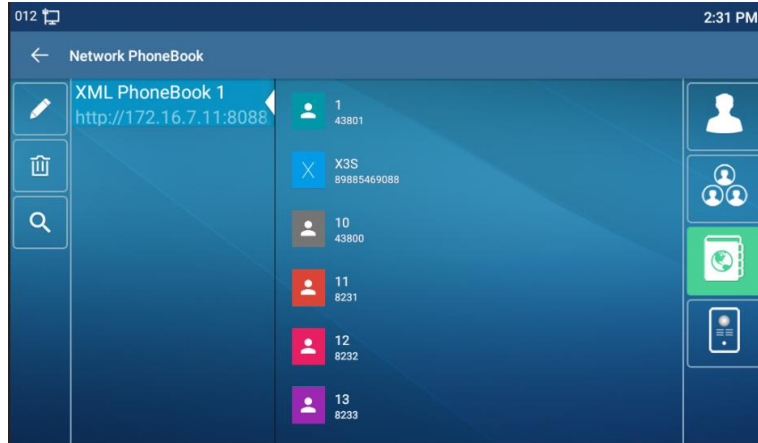 012
2:31 PM
Network PhoneBook
XML PhoneBook 1
http://172.16.7.11:8088
1
43801
X
X3S
89885469088
10
43800
11
8231
12
8232
13
8233